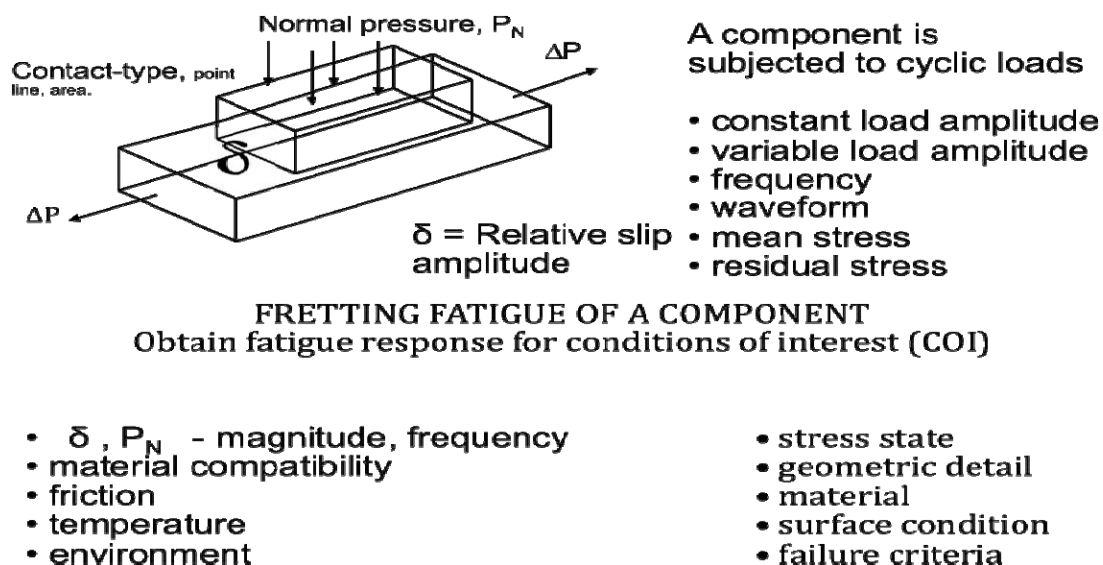 Normal pressure, P_N
Contact-type, point
line, area.
ΔP
δ
ΔP
δ = Relative slip
amplitude
A component is
subjected to cyclic loads
• constant load amplitude
• variable load amplitude
• frequency
• waveform
• mean stress
• residual stress
FRETTING FATIGUE OF A COMPONENT
Obtain fatigue response for conditions of interest (COI)
• δ , P_N - magnitude, frequency
• material compatibility
• friction
• temperature
• environment
• stress state
• geometric detail
• material
• surface condition
• failure criteria